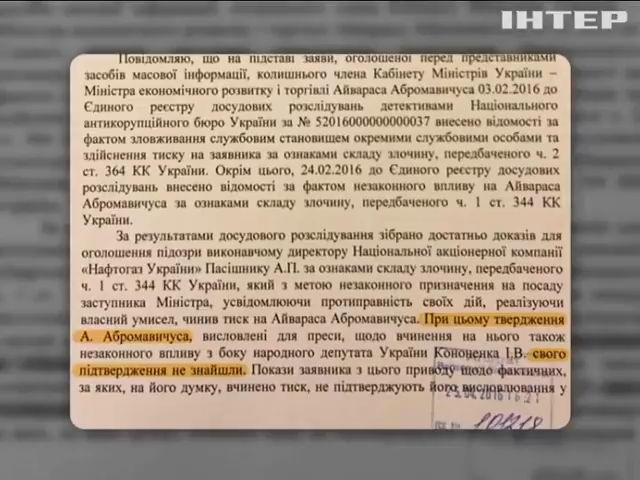 ІНТЕР
Повідомляю, що на підставі заяви, оголошеної перед представниками
засобів масової інформації, колишнього члена Кабінету Міністрів України –
Міністра економічного розвитку і торгівлі Айвараса Абромавичуса 03.02.2016 до
Єдиного реєстру досудових розслідувань детективами Національного
антикорупційного бюро України за № 52016000000000037 внесено відомості за
фактом зловживання службовим становищем окремими службовими особами та
здійснення тиску на заявника за ознаками складу злочину, передбаченого ч. 2
ст. 364 КК України. Окрім цього, 24.02.2016 до Єдиного реєстру досудових
розслідувань внесено відомості за фактом незаконного впливу на Айвараса
Абромавичуса за ознаками складу злочину, передбаченого ч. 1 ст. 344 КК
України.
За результатами досудового розслідування зібрано достатньо доказів для
оголошення підозри виконавчому директору Національної акціонерної компанії
«Нафтогаз України» Пасішнику А.П. за ознаками складу злочину, передбаченого
ч. 1 ст. 344 КК України, який з метою незаконного призначення на посаду
заступника Міністра, усвідомлюючи протиправність своїх дій, реалізуючи
власний умисел, чинив тиск на Айвараса Абромавичуса. При цьому твердження
А. Абромавичуса, висловлені для преси, щодо вчинення на нього також
незаконного впливу з боку народного депутата України Кононенка І.В. свого
підтвердження не знайшли. Покази заявника з цього приводу щодо фактичних,
за яких, на його думку, вчинено тиск, не підтверджують його висловлювання у
25.04.2016
101218